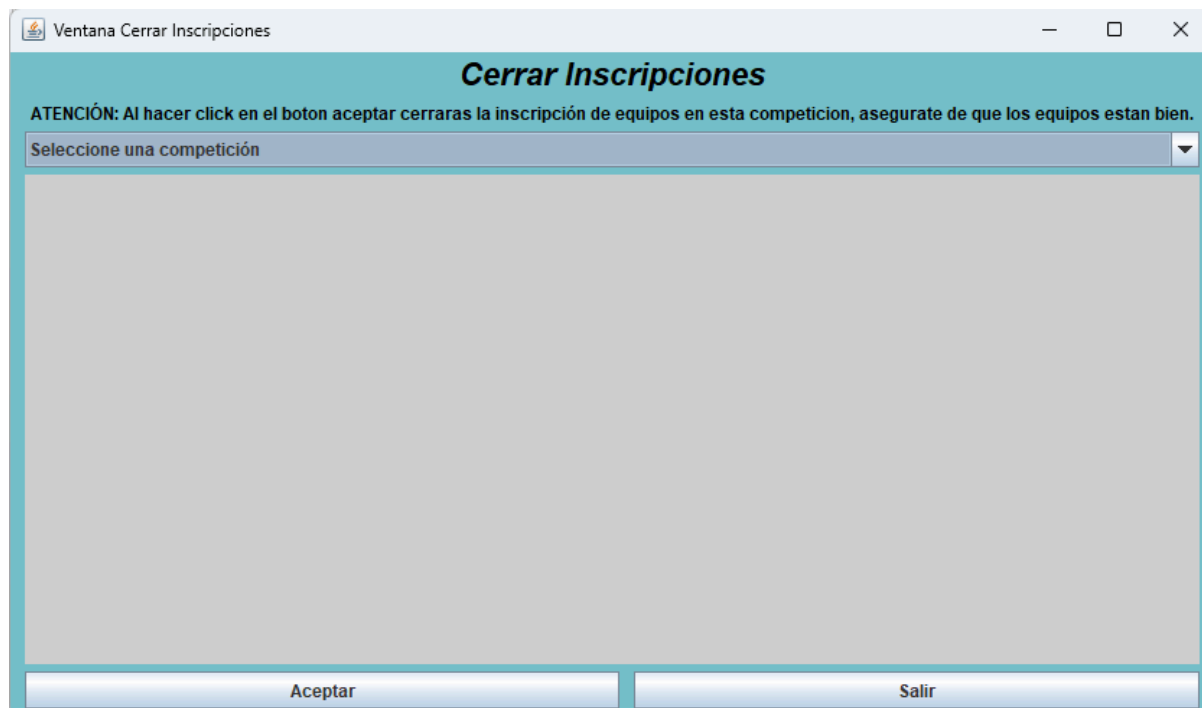 Ventana Cerrar Inscripciones
Cerrar Inscripciones
ATENCIÓN: Al hacer click en el boton aceptar cerraras la inscripción de equipos en esta competicion, asegurate de que los equipos estan bien.
Seleccione una competición
Aceptar
Salir